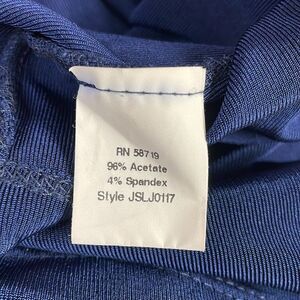 RN 58719
96% Acetate
4% Spandex
Style JSLJ0117